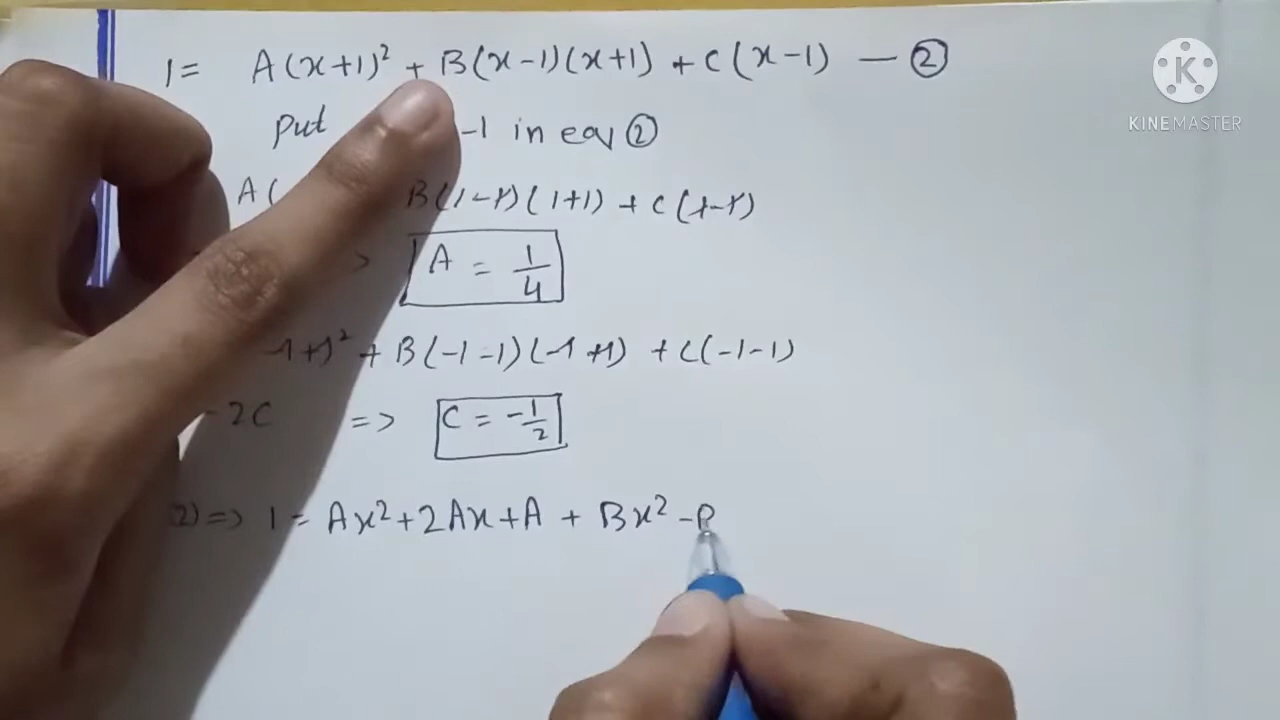 1 = A(x+1)² + B(x-1)(x+1) + C(x-1) — ②
Put -1 in eq ②
A( B(1-1)(1+1) + C(1-1)
> A = 1/4
-1+1)² + B(-1-1)(-1+1) + C(-1-1)
-2C => C = -1/2
2) => 1 = Ax² + 2Ax + A + Bx² -
KINEMASTER